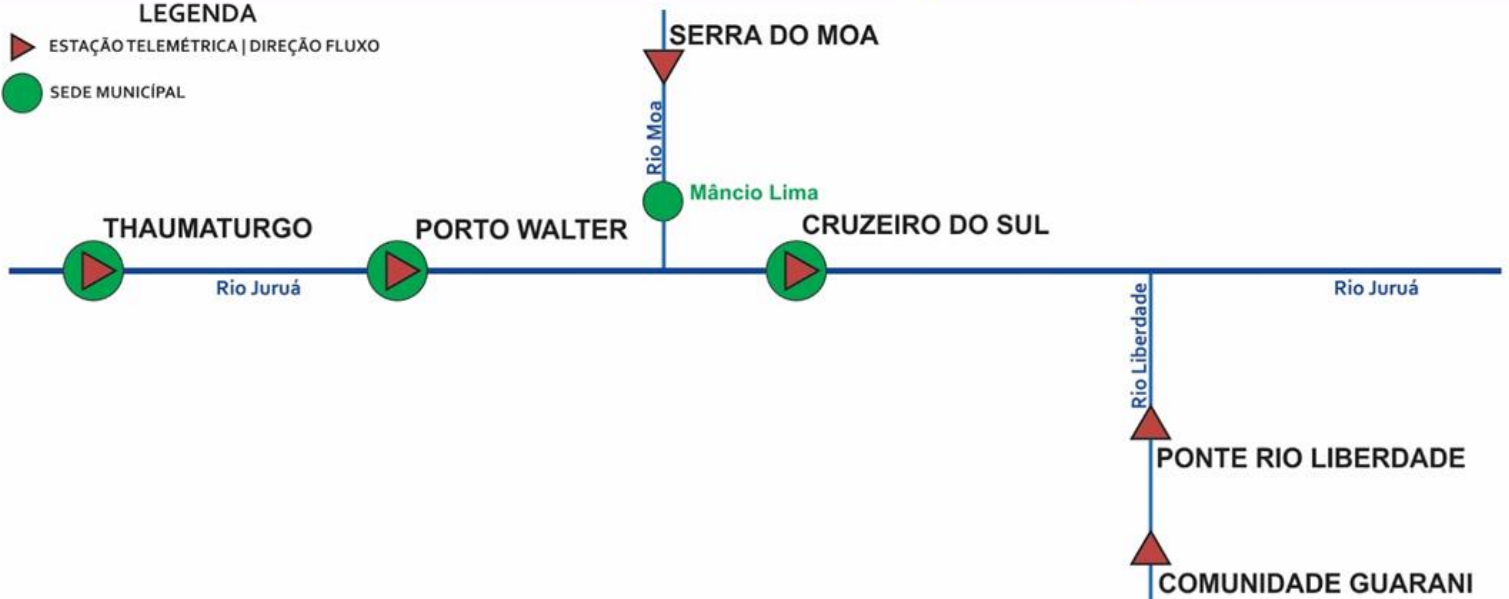 LEGENDA
ESTAÇÃO TELEMÉTRICA | DIREÇÃO FLUXO
SEDE MUNICÍPAL
SERRA DO MOA
Rio Moa
Mâncio Lima
THAUMATURGO
PORTO WALTER
CRUZEIRO DO SUL
Rio Juruá
Rio Juruá
Rio Liberdade
PONTE RIO LIBERDADE
COMUNIDADE GUARANI